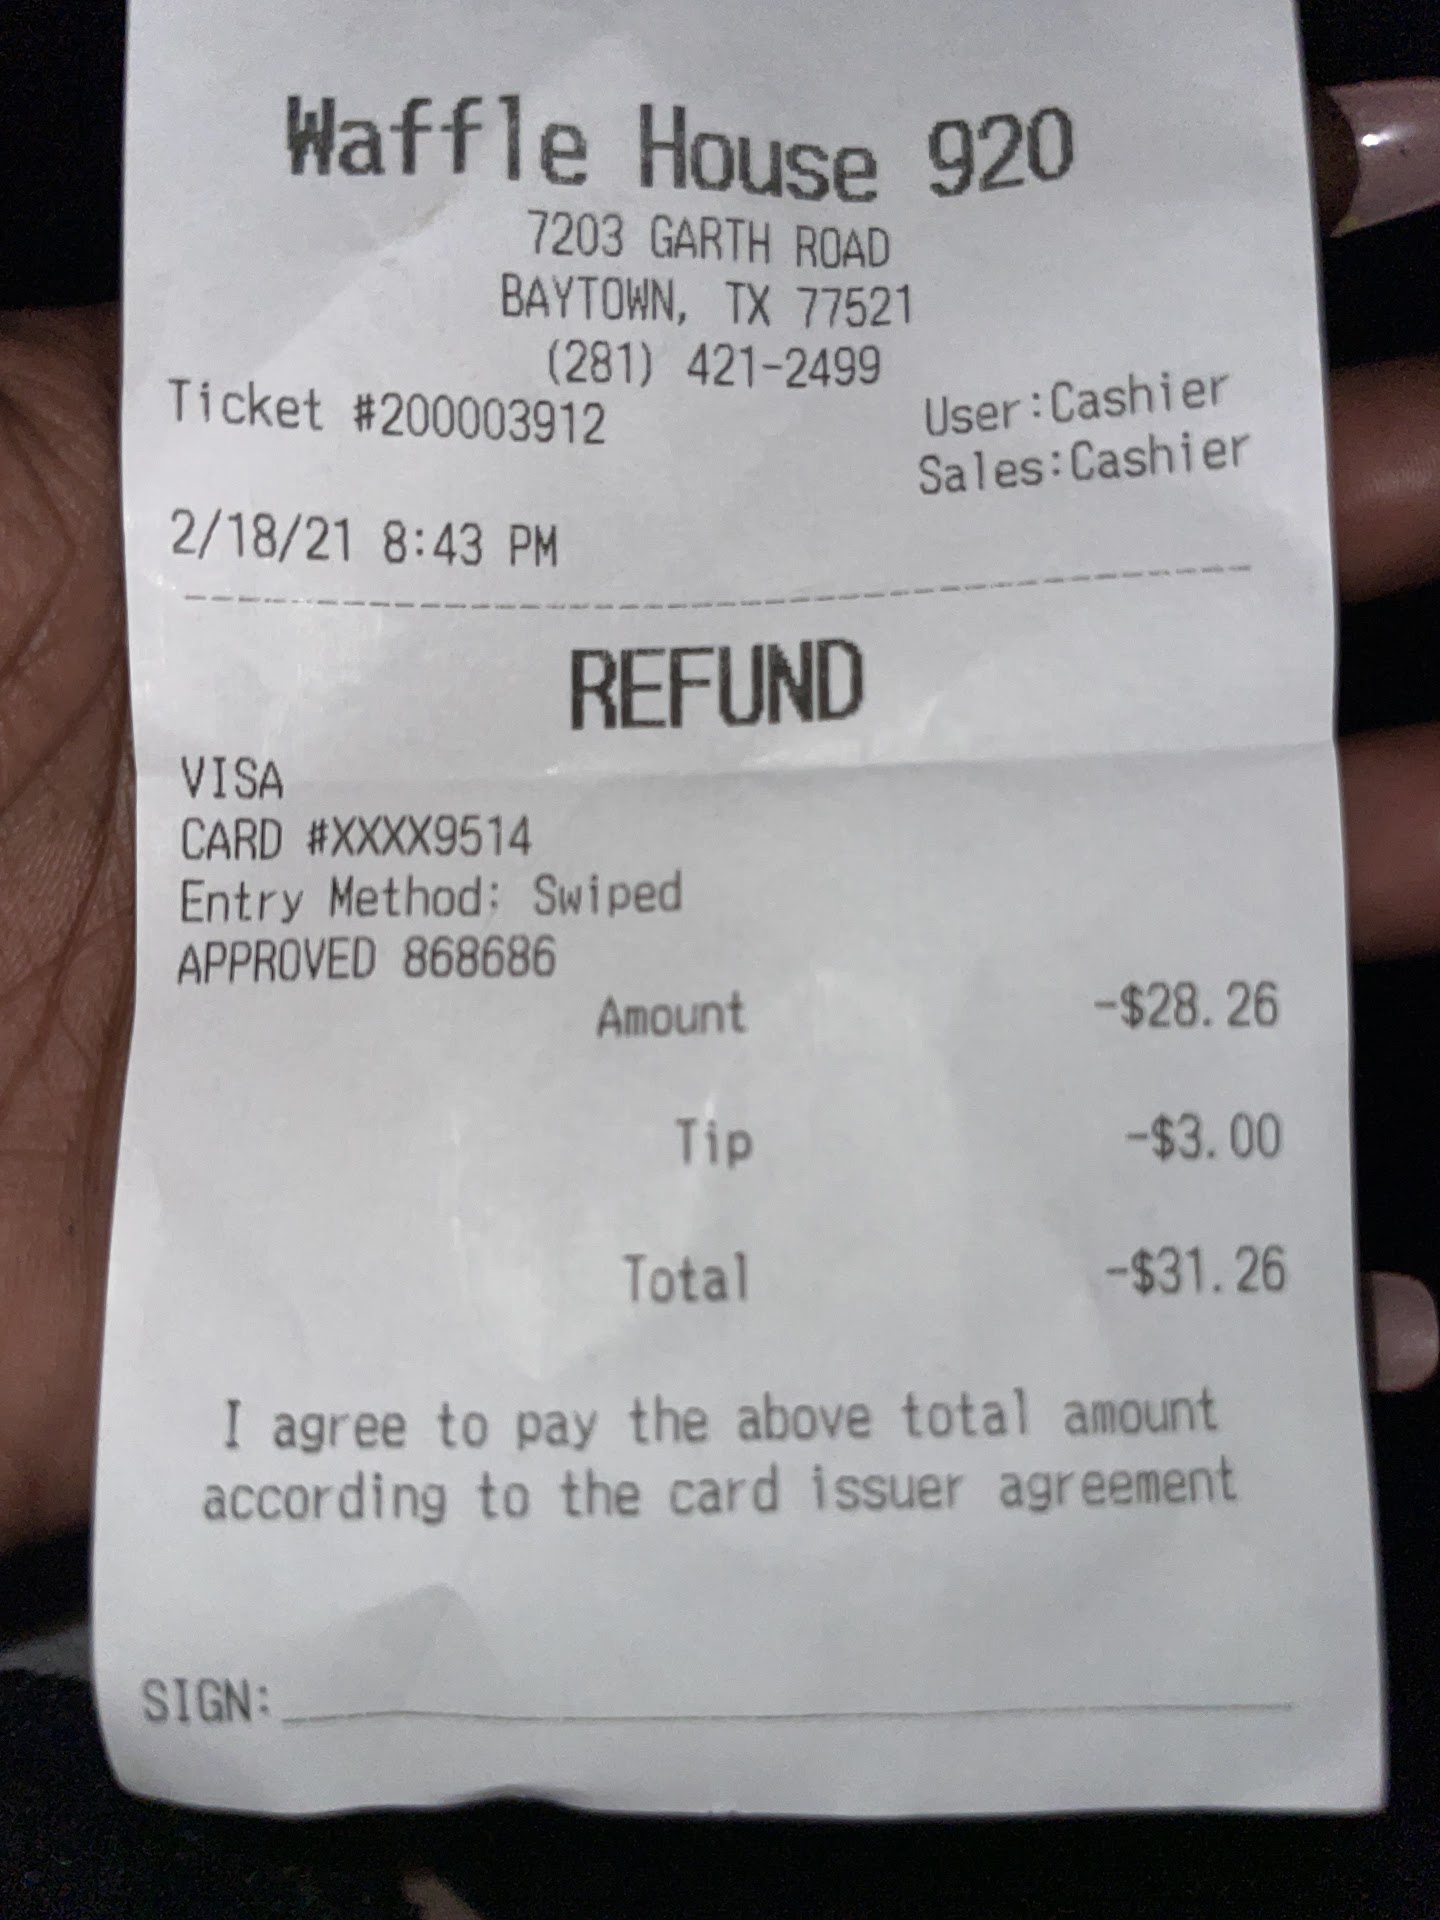 Waffle House 920
7203 GARTH ROAD
BAYTOWN, TX 77521
(281) 421-2499
Ticket #200003912 User:Cashier
Sales:Cashier
2/18/21 8:43 PM
REFUND
VISA
CARD #XXXX9514
Entry Method: Swiped
APPROVED 868686
Amount -$28.26
Tip -$3.00
Total -$31.26
I agree to pay the above total amount
according to the card issuer agreement
SIGN: